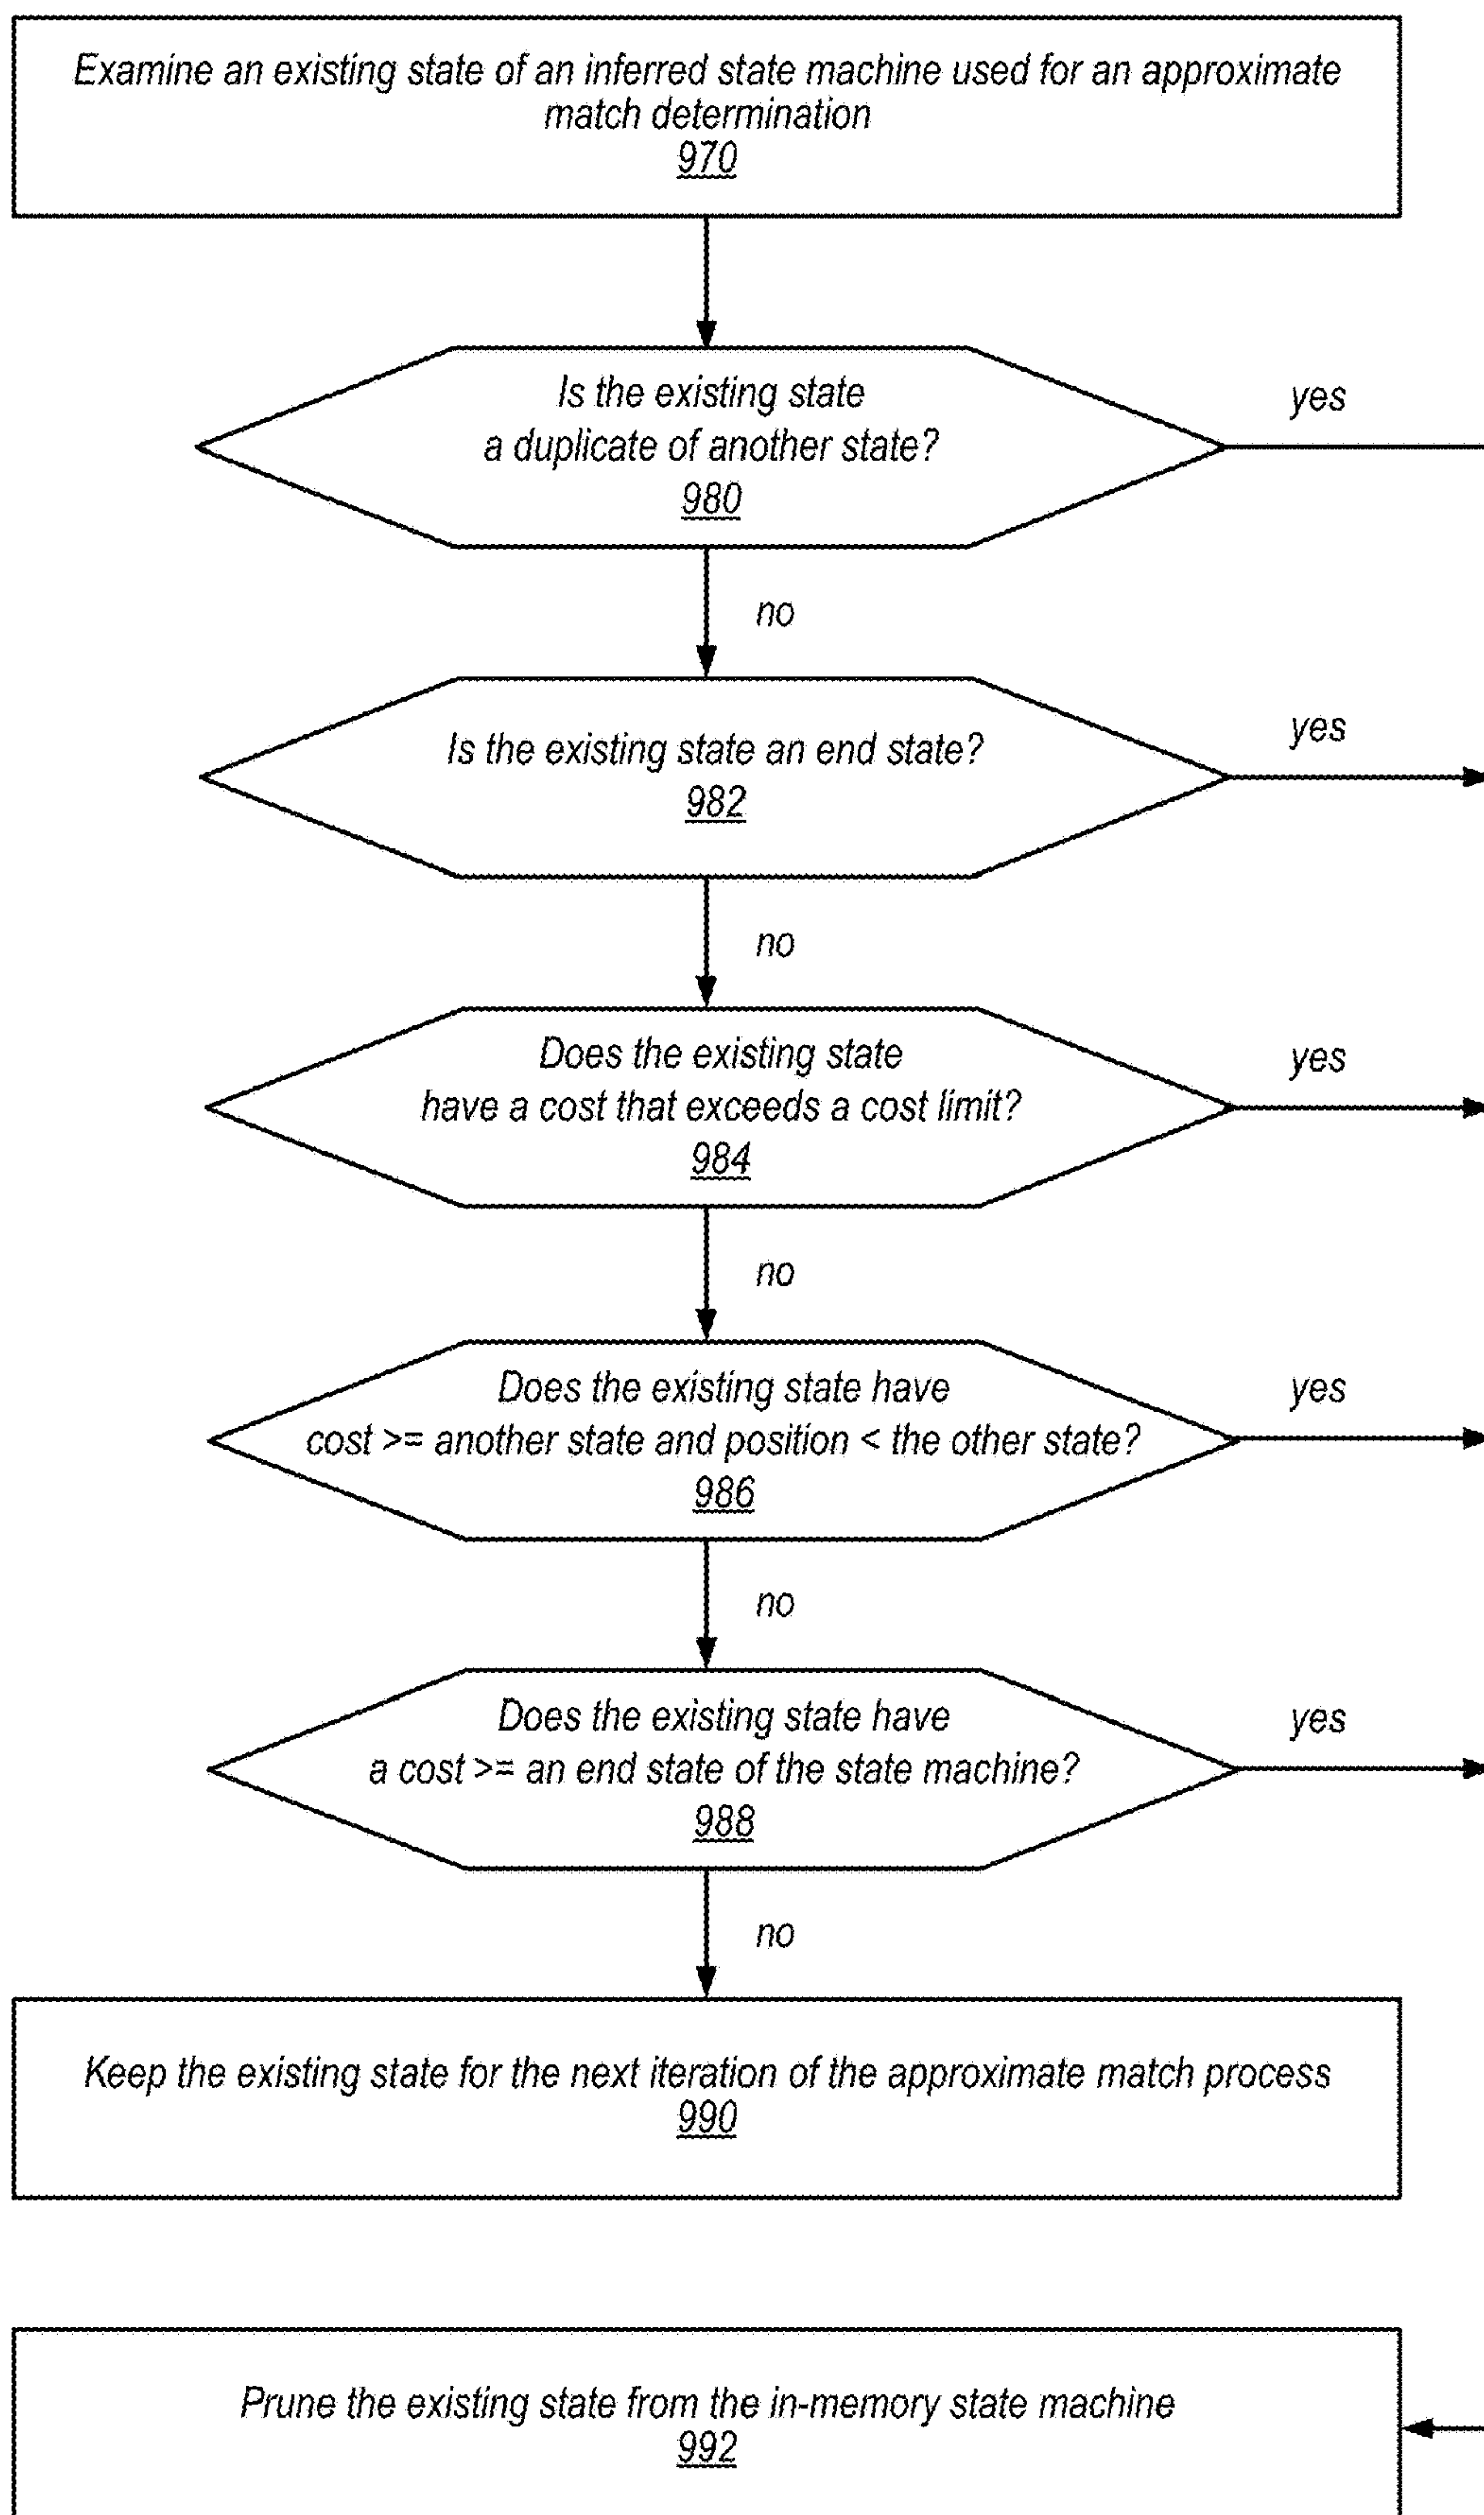 Examine an existing state of an inferred state machine used for an approximate
match determination
970
Is the existing state
a duplicate of another state?
980
yes
no
Is the existing state an end state?
982
yes
no
Does the existing state
have a cost that exceeds a cost limit?
984
yes
no
Does the existing state have
cost >= another state and position < the other state?
986
yes
no
Does the existing state have
a cost >= an end state of the state machine?
988
yes
no
Keep the existing state for the next iteration of the approximate match process
990
Prune the existing state from the in-memory state machine
992